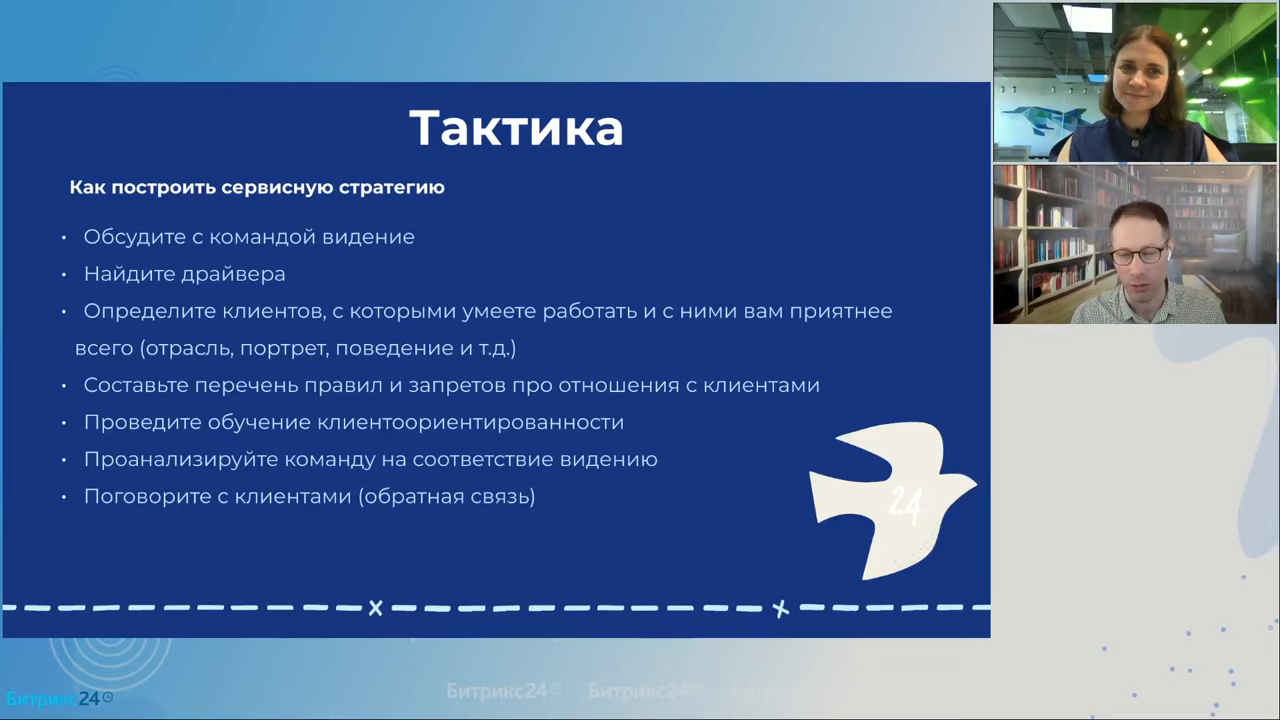 Тактика
Как построить сервисную стратегию
• Обсудите с командой видение
• Найдите драйвера
• Определите клиентов, с которыми умеете работать и с ними вам приятнее
всего (отрасль, портрет, поведение и т.д.)
• Составьте перечень правил и запретов про отношения с клиентами
• Проведите обучение клиентоориентированности
• Проанализируйте команду на соответствие видению
• Поговорите с клиентами (обратная связь)
24
Битрикс24
Битрикс24 Битрикс24